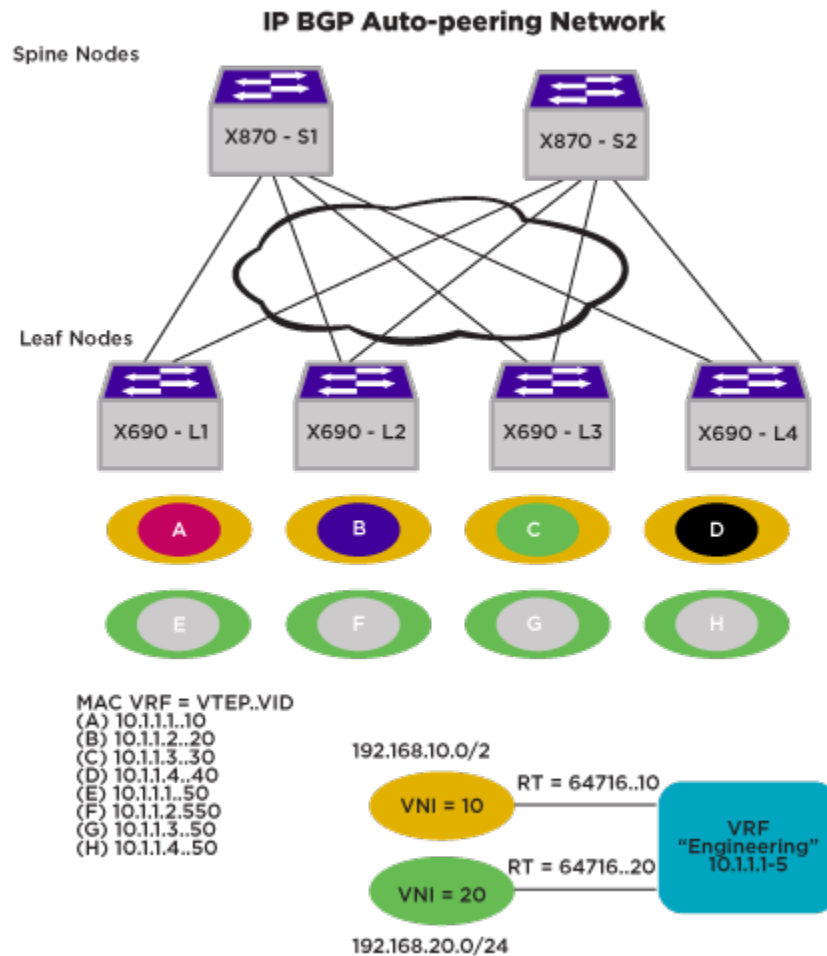 IP BGP Auto-peering Network
Spine Nodes
X870 - S1
X870 - S2
Leaf Nodes
X690 - L1
X690 - L2
X690 - L3
X690 - L4
A
B
C
D
E
F
G
H
MAC VRF = VTEP..VID
(A) 10.1.1.1..10
(B) 10.1.1.2..20
(C) 10.1.1.3..30
(D) 10.1.1.4..40
(E) 10.1.1.1..50
(F) 10.1.1.2.550
(G) 10.1.1.3..50
(H) 10.1.1.4..50
192.168.10.0/2
VNI = 10
RT = 64716..10
VRF
"Engineering"
10.1.1.1-5
RT = 64716..20
VNI = 20
192.168.20.0/24